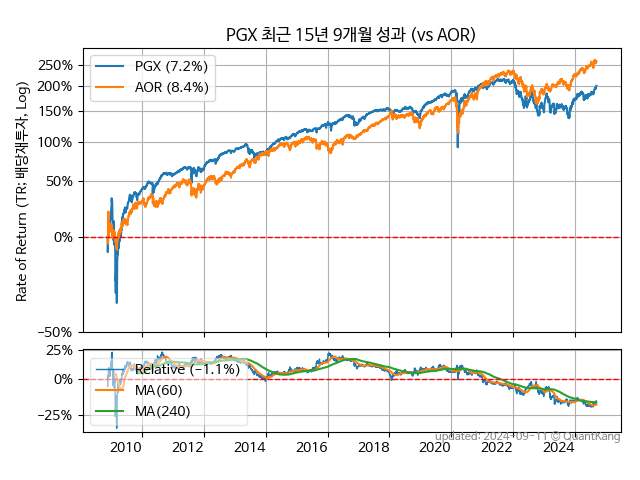 PGX 최근 15년 9개월 성과 (vs AOR)
Rate of Return (TR; 배당재투자, Log)
250%
200%
150%
100%
50%
0%
−50%
PGX (7.2%)
AOR (8.4%)
25%
0%
−25%
Relative (−1.1%)
MA(60)
MA(240)
2010 2012 2014 2016 2018 2020 2022 2024
updated: 2024-09-11 © QuantKang